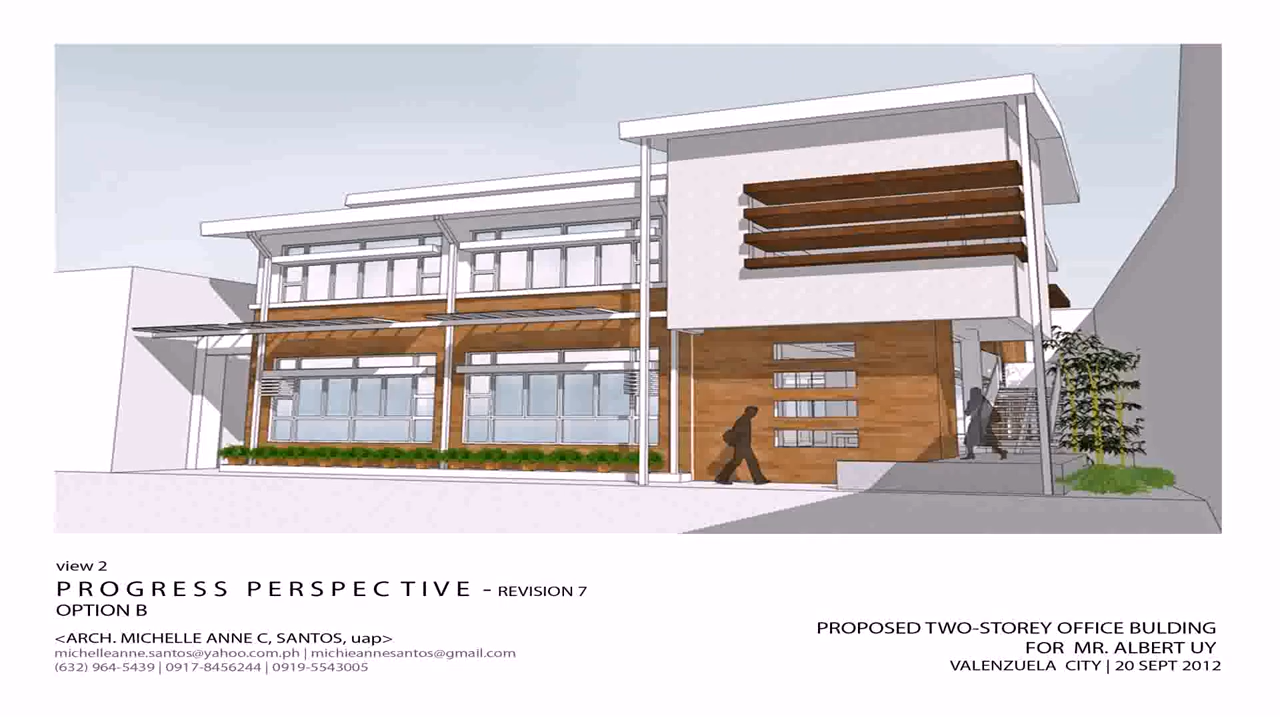 view 2
PROGRESS PERSPECTIVE - REVISION 7
OPTION B
<ARCH. MICHELLE ANNE C, SANTOS, uap>
michelleanne.santos@yahoo.com.ph | michieannesantos@gmail.com
(632) 964-5439 | 0917-8456244 | 0919-5543005
PROPOSED TWO-STOREY OFFICE BULDING
FOR MR. ALBERT UY
VALENZUELA CITY | 20 SEPT 2012